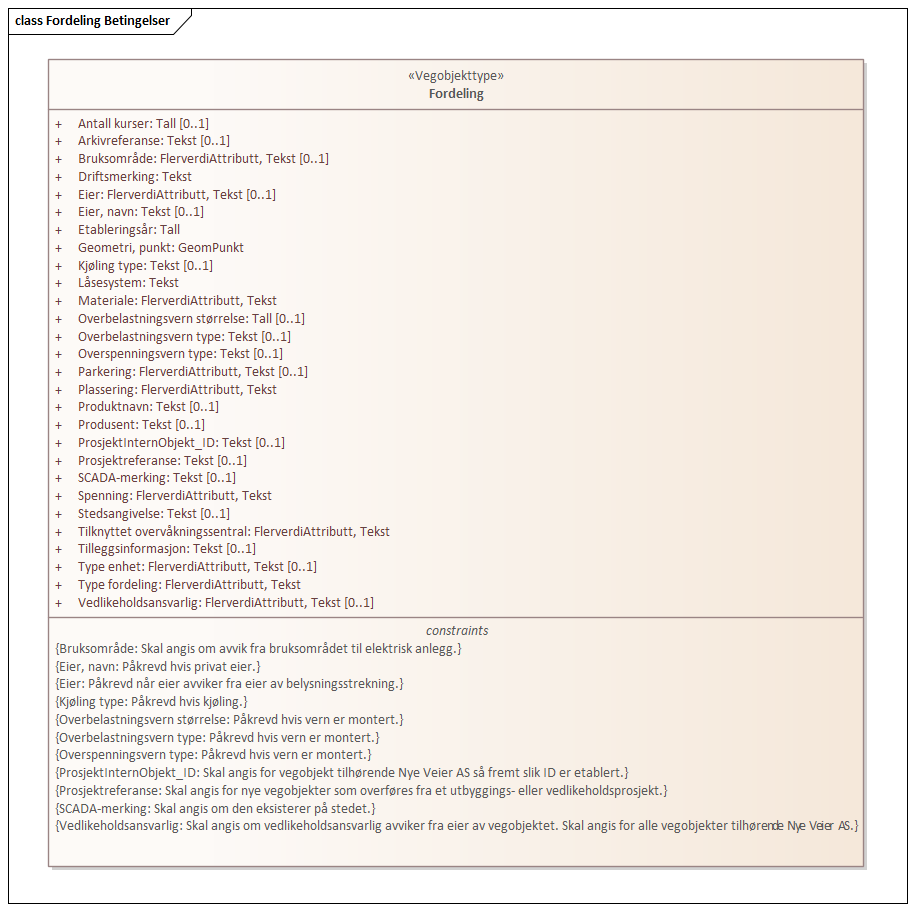 class Fordeling Betingelser
«Vegobjekttype»
Fordeling
+ Antall kurser: Tall [0..1]
+ Arkivreferanse: Tekst [0..1]
+ Bruksområde: FlerverdiAttributt, Tekst [0..1]
+ Driftsmerking: Tekst
+ Eier: FlerverdiAttributt, Tekst [0..1]
+ Eier, navn: Tekst [0..1]
+ Etableringsår: Tall
+ Geometri, punkt: GeomPunkt
+ Kjøling type: Tekst [0..1]
+ Låsesystem: Tekst
+ Materiale: FlerverdiAttributt, Tekst
+ Overbelastningsvern størrelse: Tall [0..1]
+ Overbelastningsvern type: Tekst [0..1]
+ Overspenningsvern type: Tekst [0..1]
+ Parkering: FlerverdiAttributt, Tekst [0..1]
+ Plassering: FlerverdiAttributt, Tekst
+ Produktnavn: Tekst [0..1]
+ Produsent: Tekst [0..1]
+ ProsjektInternObjekt_ID: Tekst [0..1]
+ Prosjektreferanse: Tekst [0..1]
+ SCADA-merking: Tekst [0..1]
+ Spenning: FlerverdiAttributt, Tekst
+ Stedsangivelse: Tekst [0..1]
+ Tilknyttet overvåkningssentral: FlerverdiAttributt, Tekst
+ Tilleggsinformasjon: Tekst [0..1]
+ Type enhet: FlerverdiAttributt, Tekst [0..1]
+ Type fordeling: FlerverdiAttributt, Tekst
+ Vedlikeholdsansvarlig: FlerverdiAttributt, Tekst [0..1]
constraints
{Bruksområde: Skal angis om avvik fra bruksområdet til elektrisk anlegg.}
{Eier, navn: Påkrevd hvis privat eier.}
{Eier: Påkrevd når eier avviker fra eier av belysningsstrekning.}
{Kjøling type: Påkrevd hvis kjøling.}
{Overbelastningsvern størrelse: Påkrevd hvis vern er montert.}
{Overbelastningsvern type: Påkrevd hvis vern er montert.}
{Overspenningsvern type: Påkrevd hvis vern er montert.}
{ProsjektInternObjekt_ID: Skal angis for vegobjekt tilhørende Nye Veier AS så fremt slik ID er etablert.}
{Prosjektreferanse: Skal angis for nye vegobjekter som overføres fra et utbyggings- eller vedlikeholdsprosjekt.}
{SCADA-merking: Skal angis om den eksisterer på stedet.}
{Vedlikeholdsansvarlig: Skal angis om vedlikeholdsansvarlig avviker fra eier av vegobjektet. Skal angis for alle vegobjekter tilhørende Nye Veier AS.}